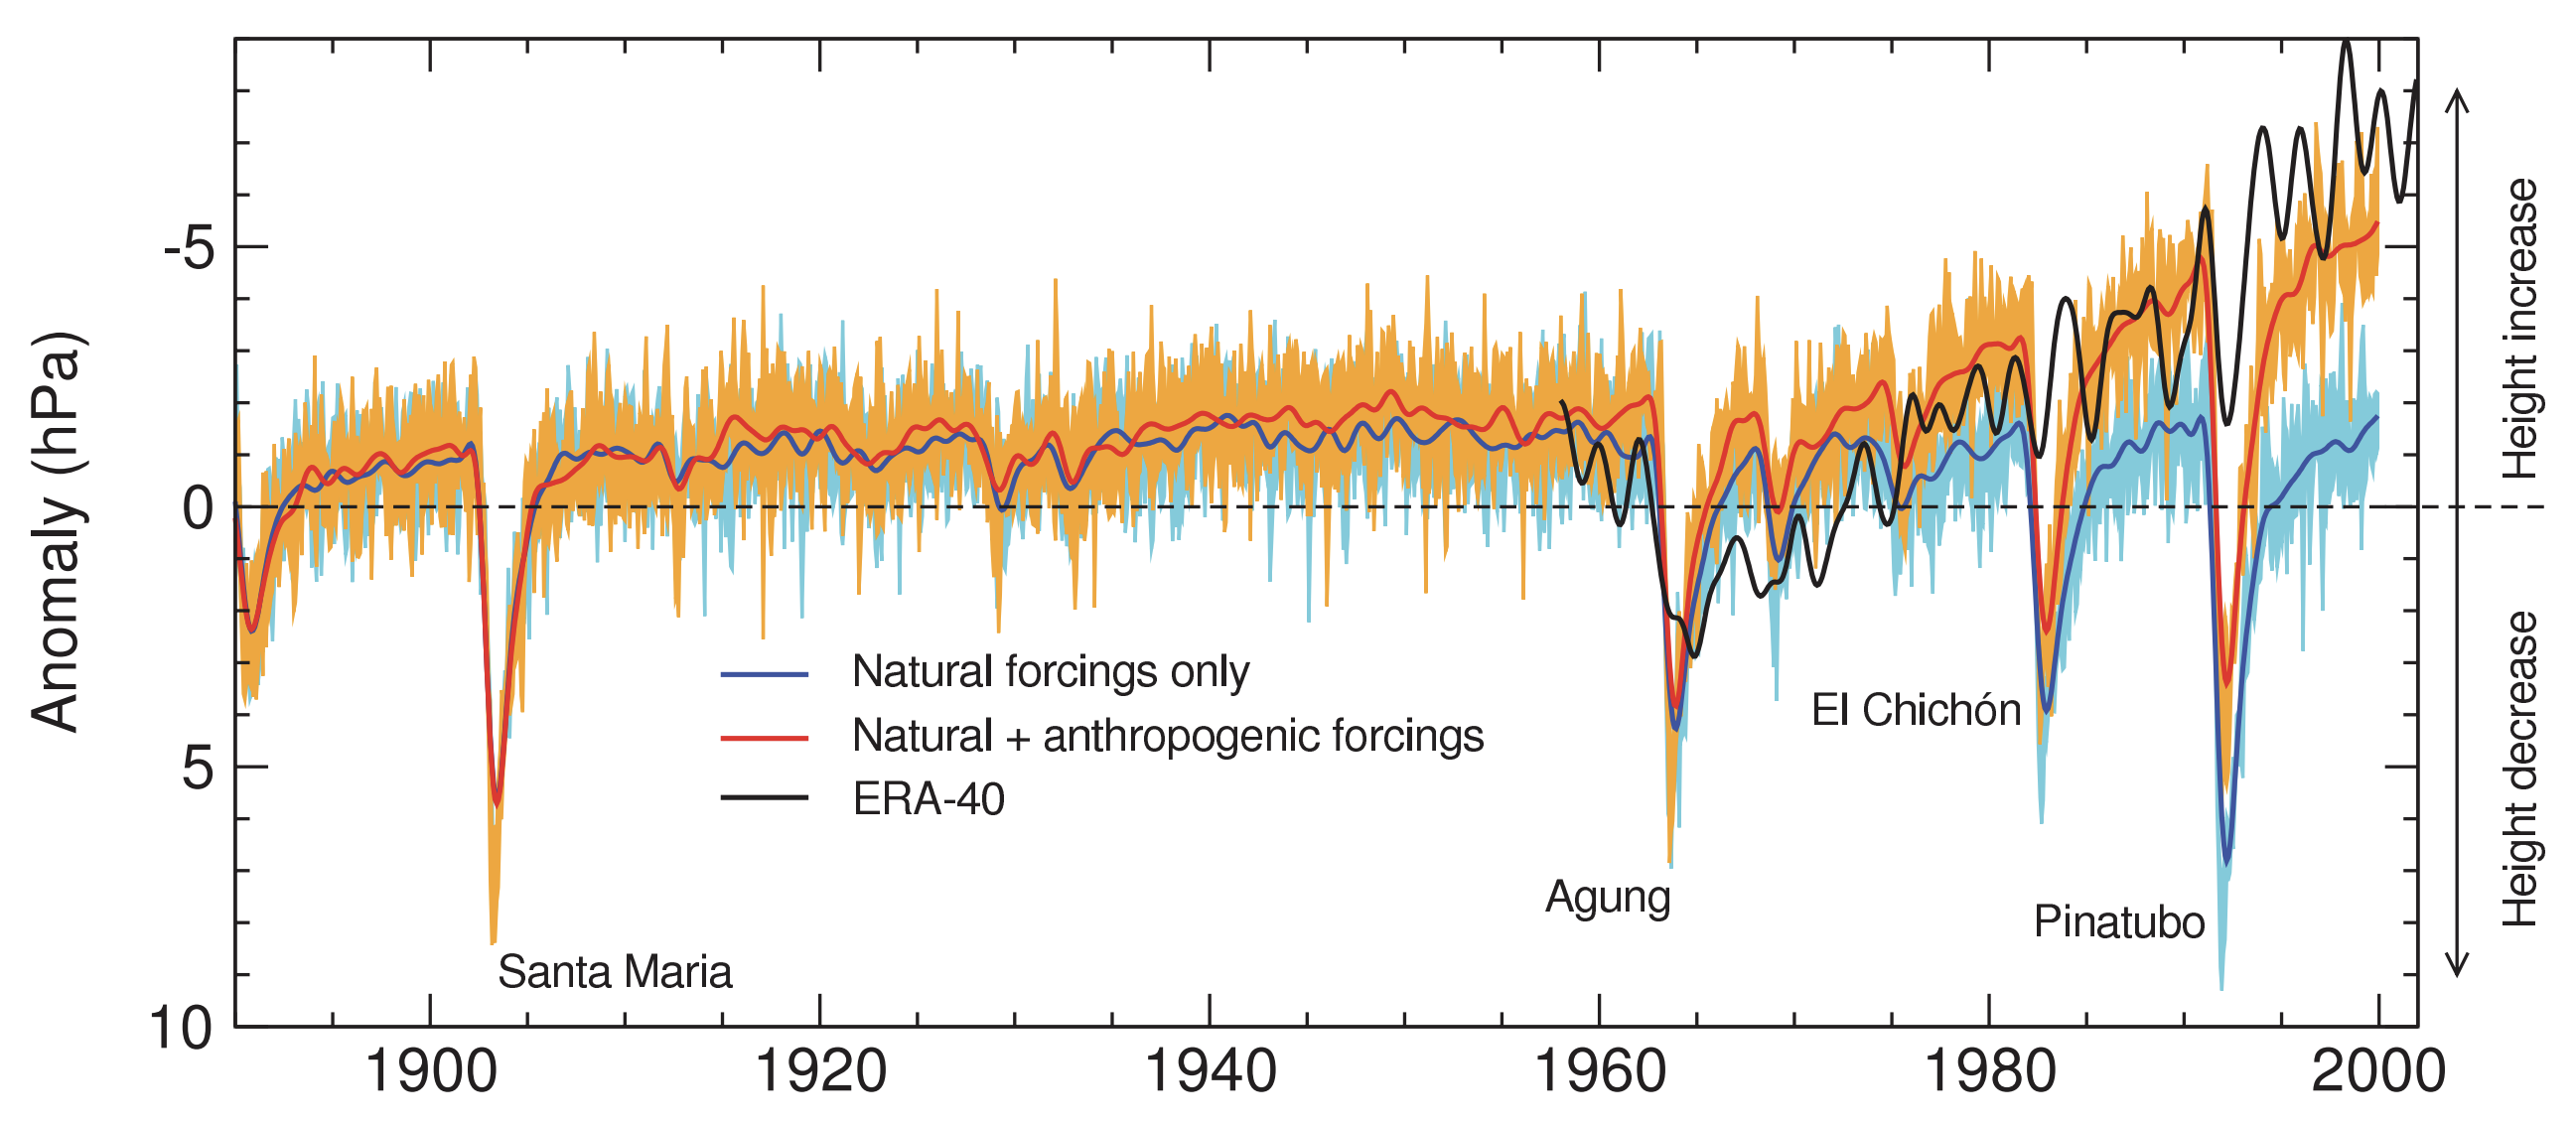 Anomaly (hPa)
-5
0
5
10
1900
1920
1940
1960
1980
2000
Natural forcings only
Natural + anthropogenic forcings
ERA-40
Santa Maria
Agung
El Chichón
Pinatubo
Height increase
Height decrease